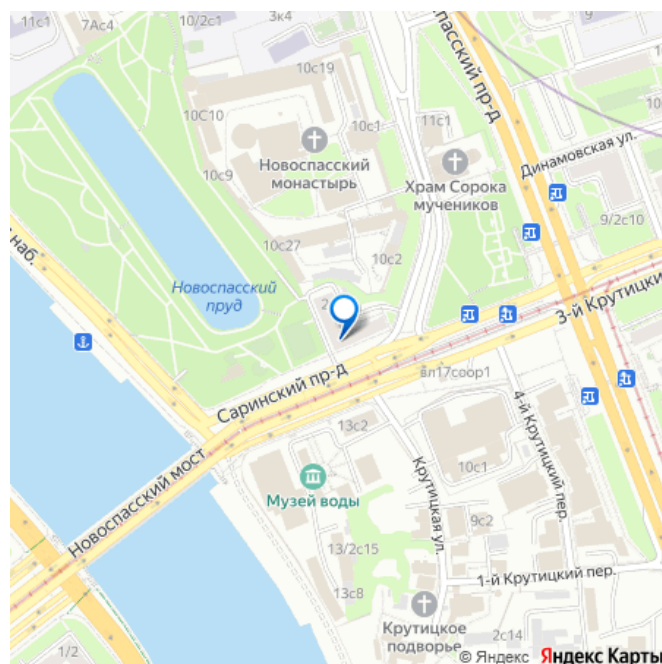 11с1
7Ас4
10/2с1
3к4
9
10с19
10С10
10с1
11с1
Новоспасский
монастырь
Храм Сорока
мучеников
Динамовская ул.
10с9
9/2с10
10с27
10с2
Новоспасский
пруд
наб.
3-й Крутицкий
Саринский пр-д
вл17соор1
13с2
4-й Крутицкий пер.
Новоспасский мост
10с1
Крутицкая ул.
Музей воды
9с2
13/2с15
1-й Крутицкий пер.
13с8
Крутицкое
подворье
2с14
1/2
© Яндекс Яндекс Карты